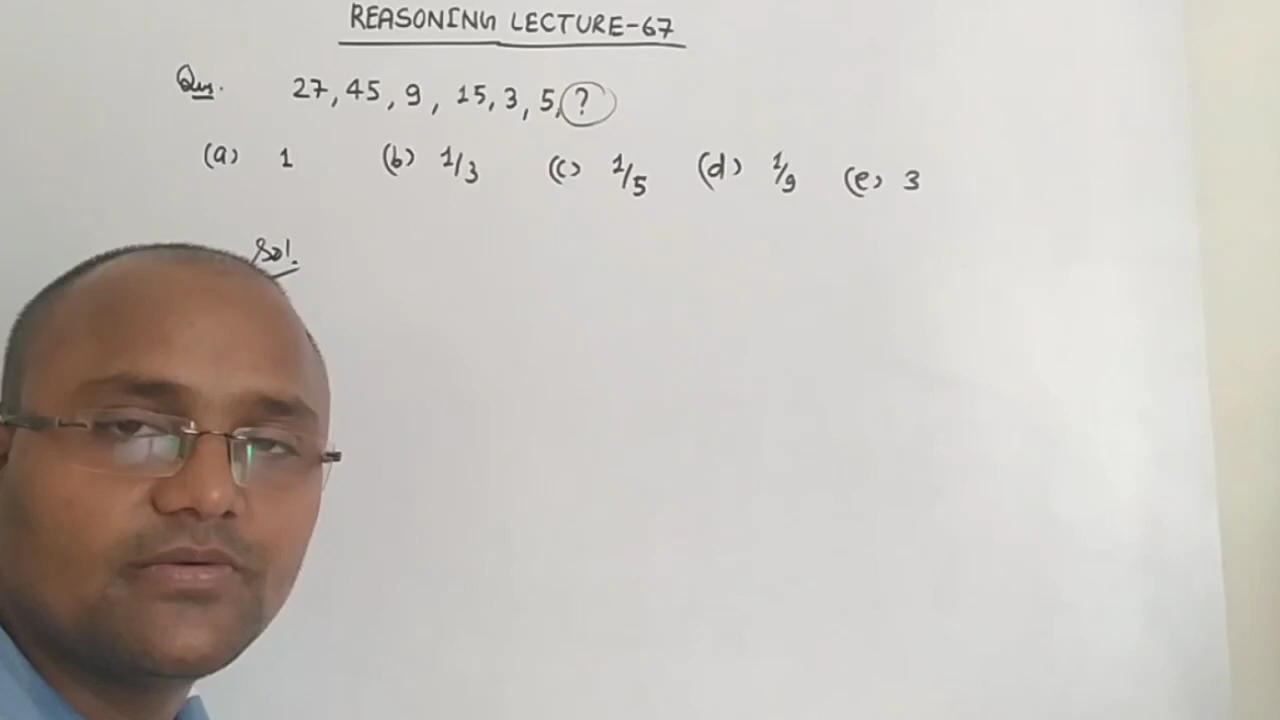 REASONING LECTURE-67
Qus. 27, 45, 9, 15, 3, 5, ?
(a) 1 (b) 1/3 (c) 1/5 (d) 1/9 (e) 3
Sol.